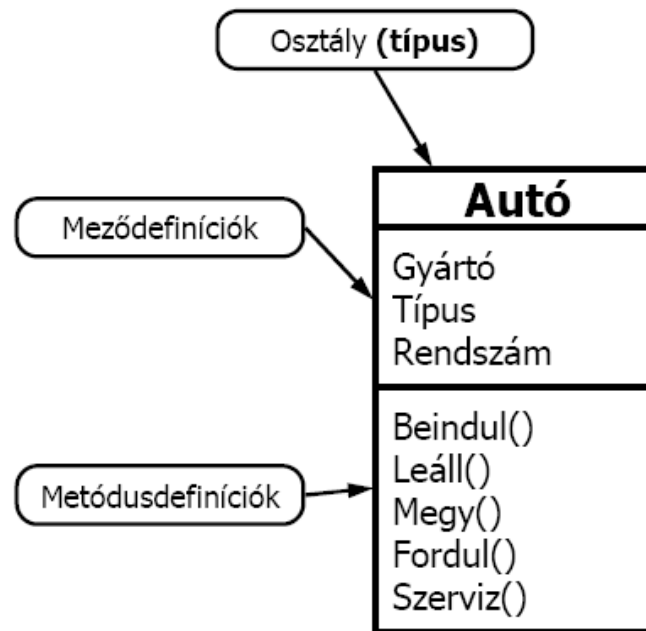 Osztály (típus)
Autó
Meződefiníciók
Gyártó
Típus
Rendszám
Metódusdefiníciók
Beindul()
Leáll()
Megy()
Fordul()
Szerviz()